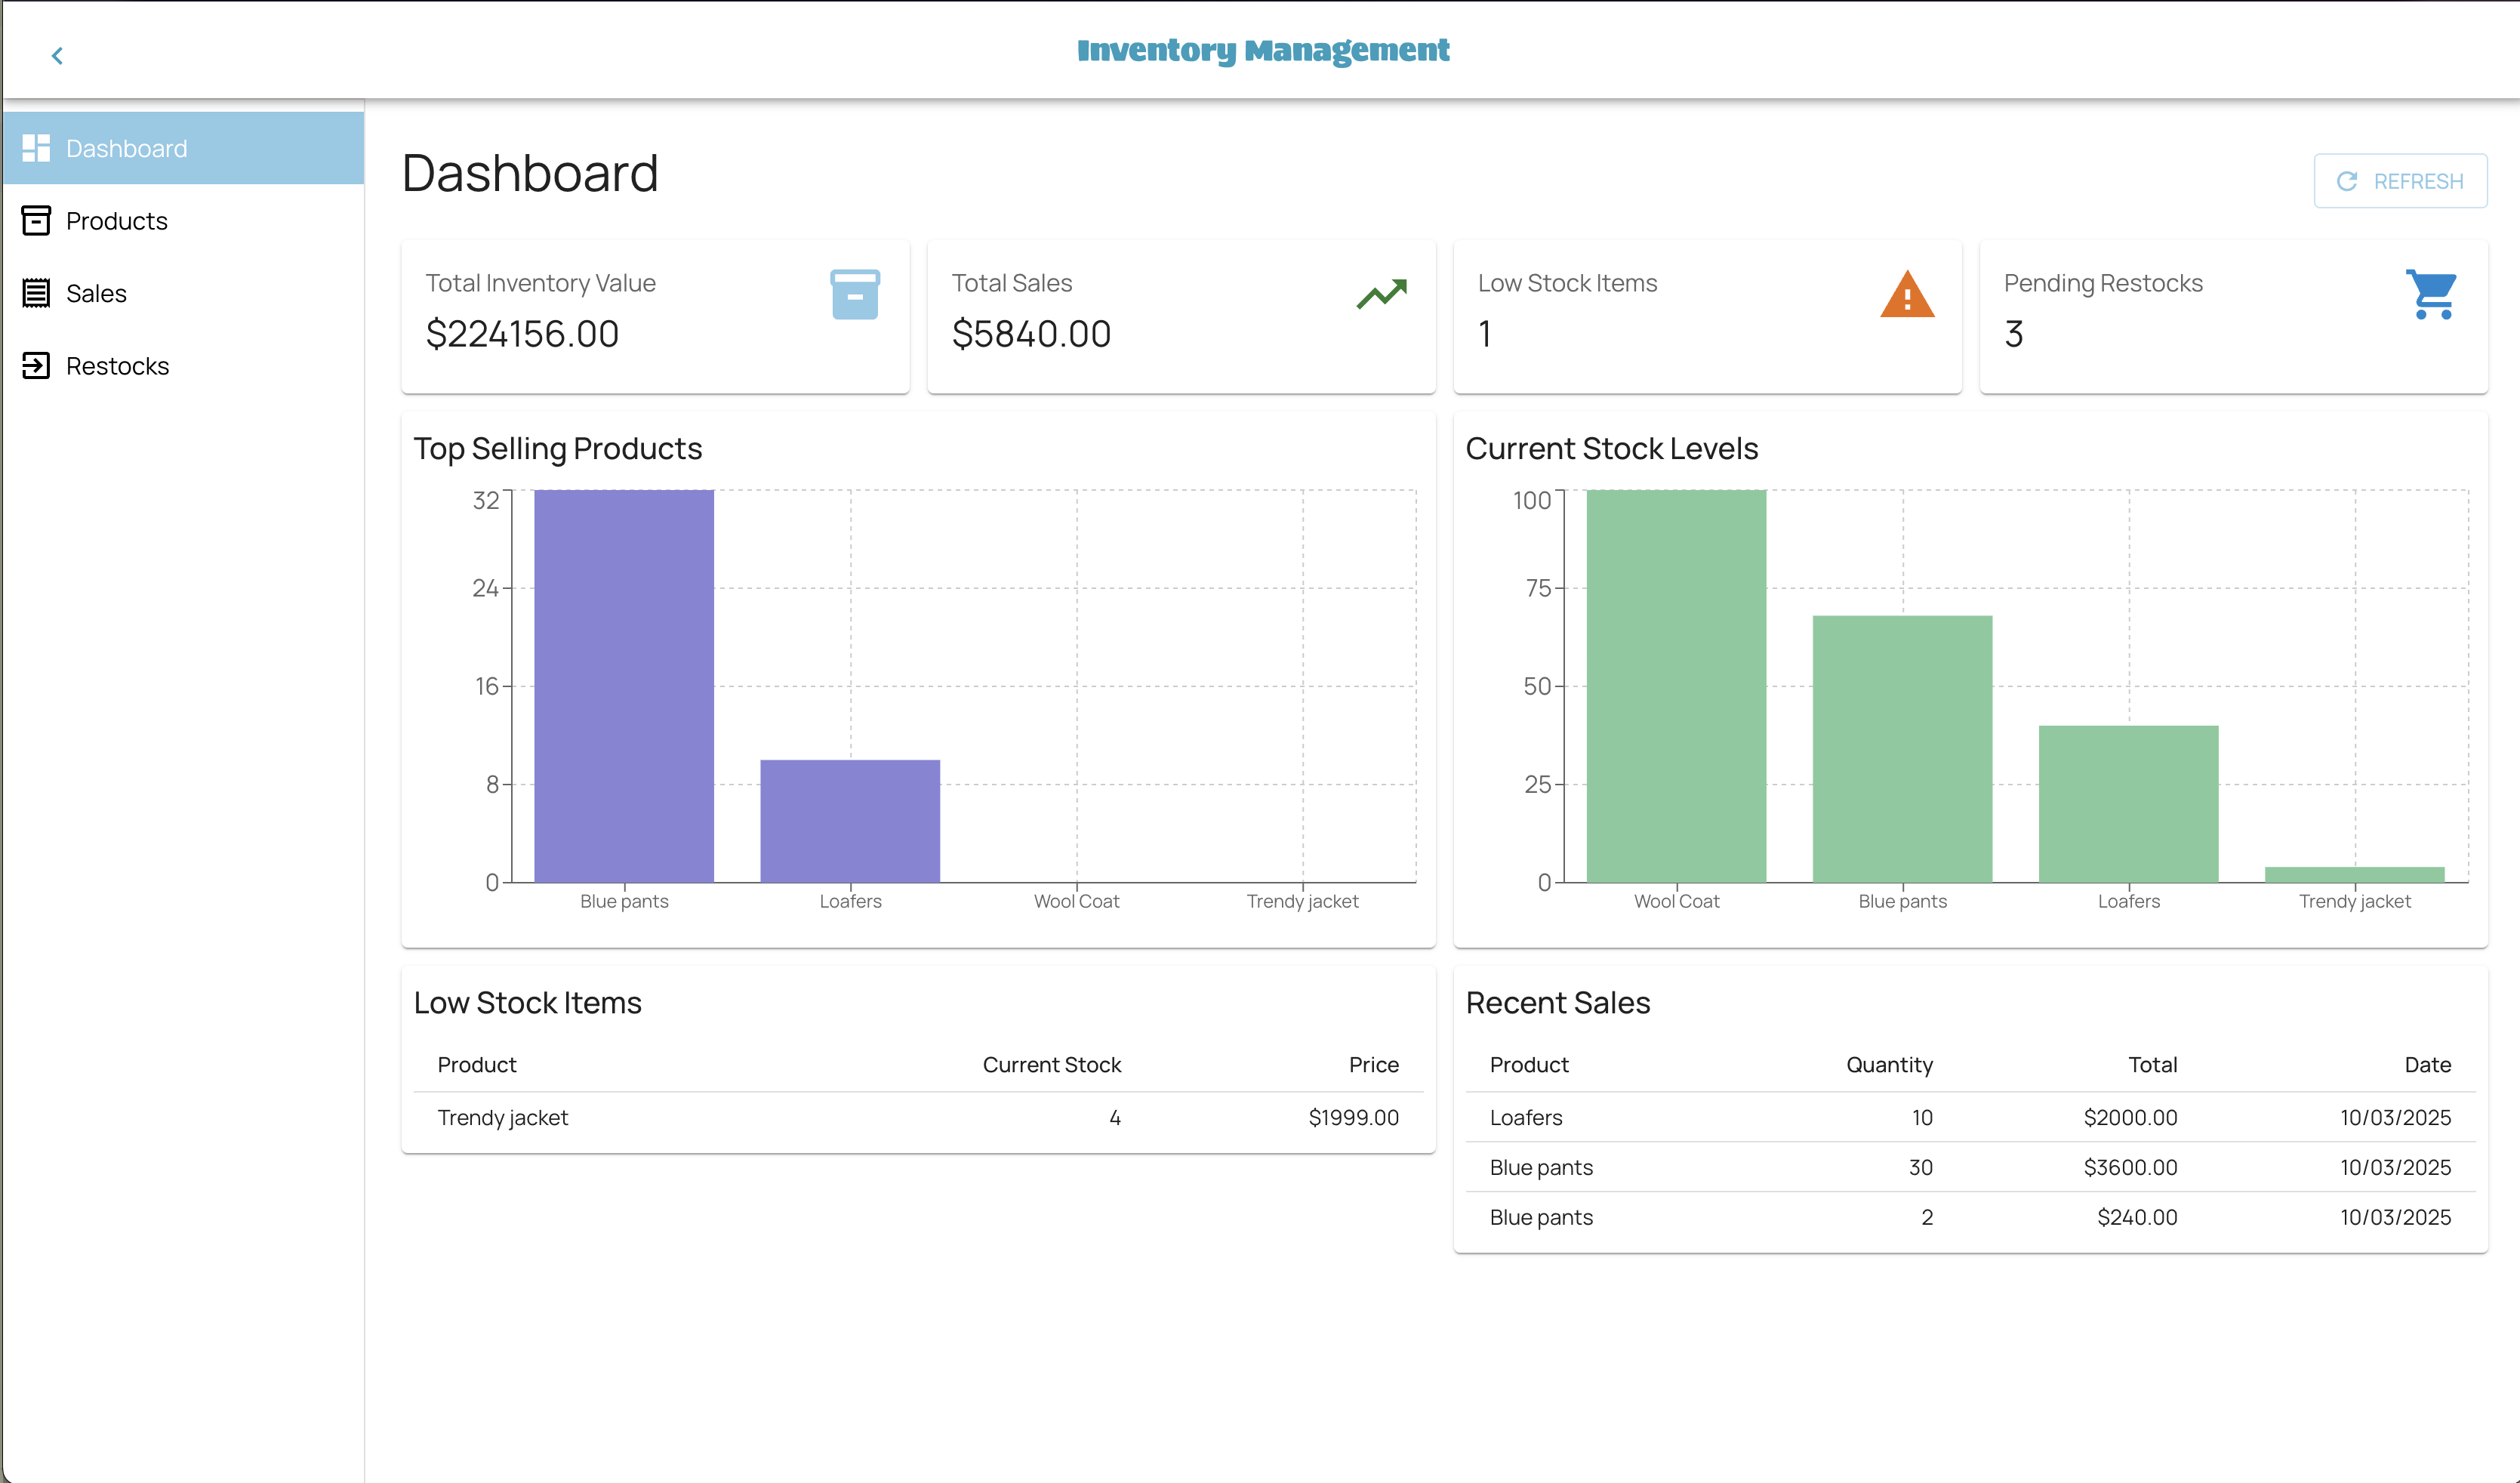 Inventory Management
Dashboard
Products
Sales
Restocks
Dashboard
REFRESH
Total Inventory Value
$224156.00
Total Sales
$5840.00
Low Stock Items
1
Pending Restocks
3
Top Selling Products
32
24
16
8
0
Blue pants Loafers Wool Coat Trendy jacket
Current Stock Levels
100
75
50
25
0
Wool Coat Blue pants Loafers Trendy jacket
Low Stock Items
Product Current Stock Price
Trendy jacket 4 $1999.00
Recent Sales
Product Quantity Total Date
Loafers 10 $2000.00 10/03/2025
Blue pants 30 $3600.00 10/03/2025
Blue pants 2 $240.00 10/03/2025